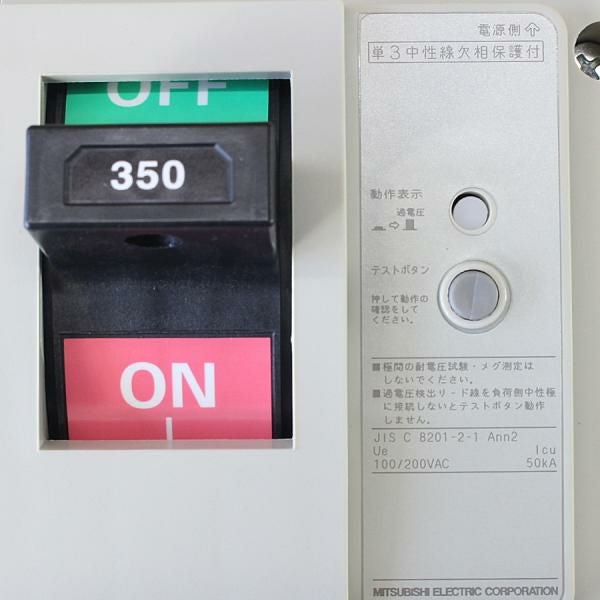 OFF
350
ON
電源側
単3中性線欠相保護付
動作表示
過電圧
テストボタン
押して動作の
確認をして
ください。
■極間の耐電圧試験・メグ測定は
しないでください。
■過電圧検出リード線を負荷側中性極
に接続しないとテストボタン動作
しません。
JIS C 8201-2-1 Ann2
Ue Icu
100/200VAC 50kA
MITSUBISHI ELECTRIC CORPORATION